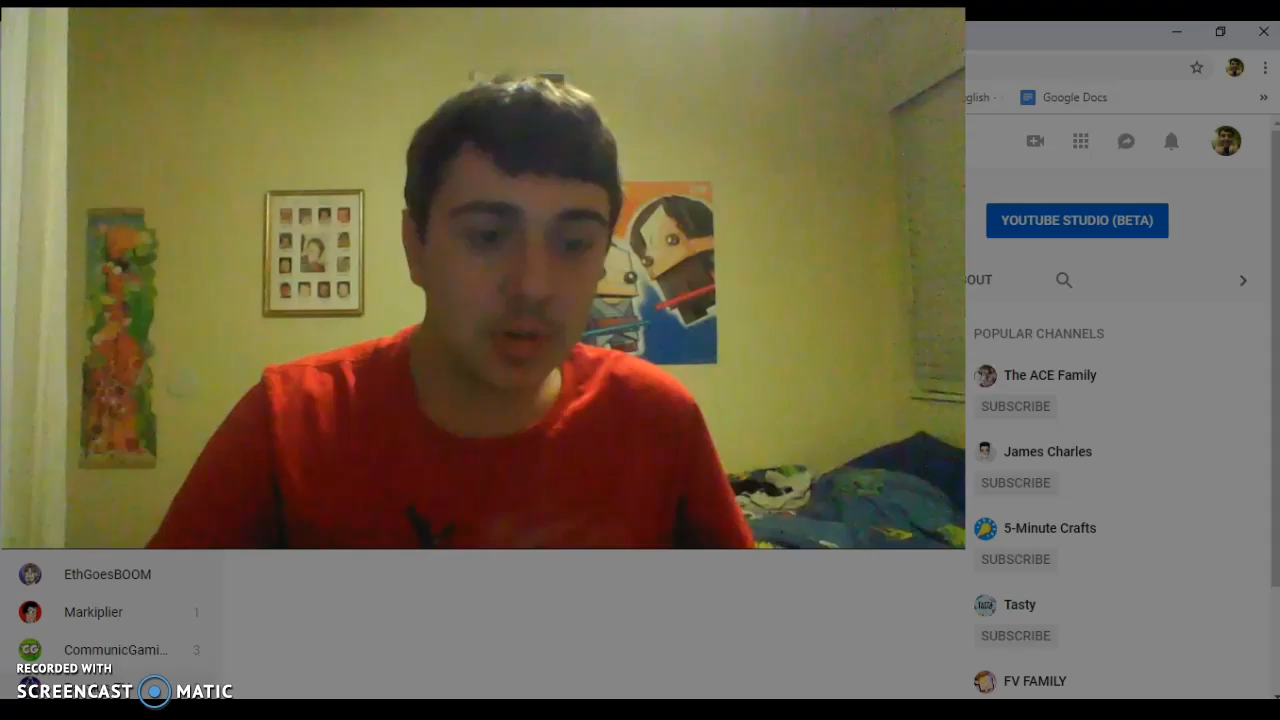 glish -
Google Docs
»
YOUTUBE STUDIO (BETA)
BOUT
POPULAR CHANNELS
The ACE Family
SUBSCRIBE
James Charles
SUBSCRIBE
5-Minute Crafts
SUBSCRIBE
Tasty
SUBSCRIBE
FV FAMILY
EthGoesBOOM
Markiplier 1
CommunicGami... 3
RECORDED WITH
SCREENCAST MATIC